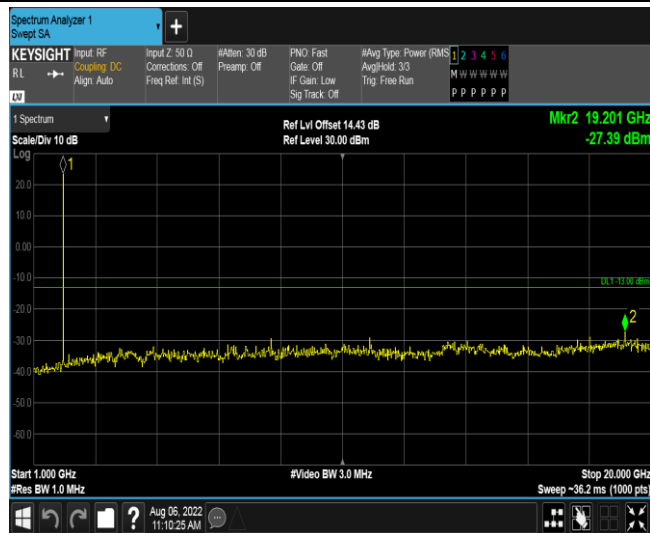 Spectrum Analyzer 1
Swept SA
+
KEYSIGHT
RL
Input: RF
Coupling: DC
Align: Auto
Input Z: 50 Ω
Corrections: Off
Freq Ref: Int (S)
#Atten: 30 dB
Preamp: Off
PNO: Fast
Gate: Off
IF Gain: Low
Sig Track: Off
#Avg Type: Power (RMS
Avg|Hold: 3/3
Trig: Free Run
1 2 3 4 5 6
M W W W W W
P P P P P P
LXI
1 Spectrum
Scale/Div 10 dB
Ref Lvl Offset 14.43 dB
Ref Level 30.00 dBm
Mkr2 19.201 GHz
-27.39 dBm
Log
1
20.0
10.0
0.00
-10.0
DL1 -13.00 dBm
-20.0
2
-30.0
-40.0
-50.0
-60.0
Start 1.000 GHz
#Res BW 1.0 MHz
#Video BW 3.0 MHz
Stop 20.000 GHz
Sweep ~36.2 ms (1000 pts)
?
Aug 06, 2022
11:10:25 AM